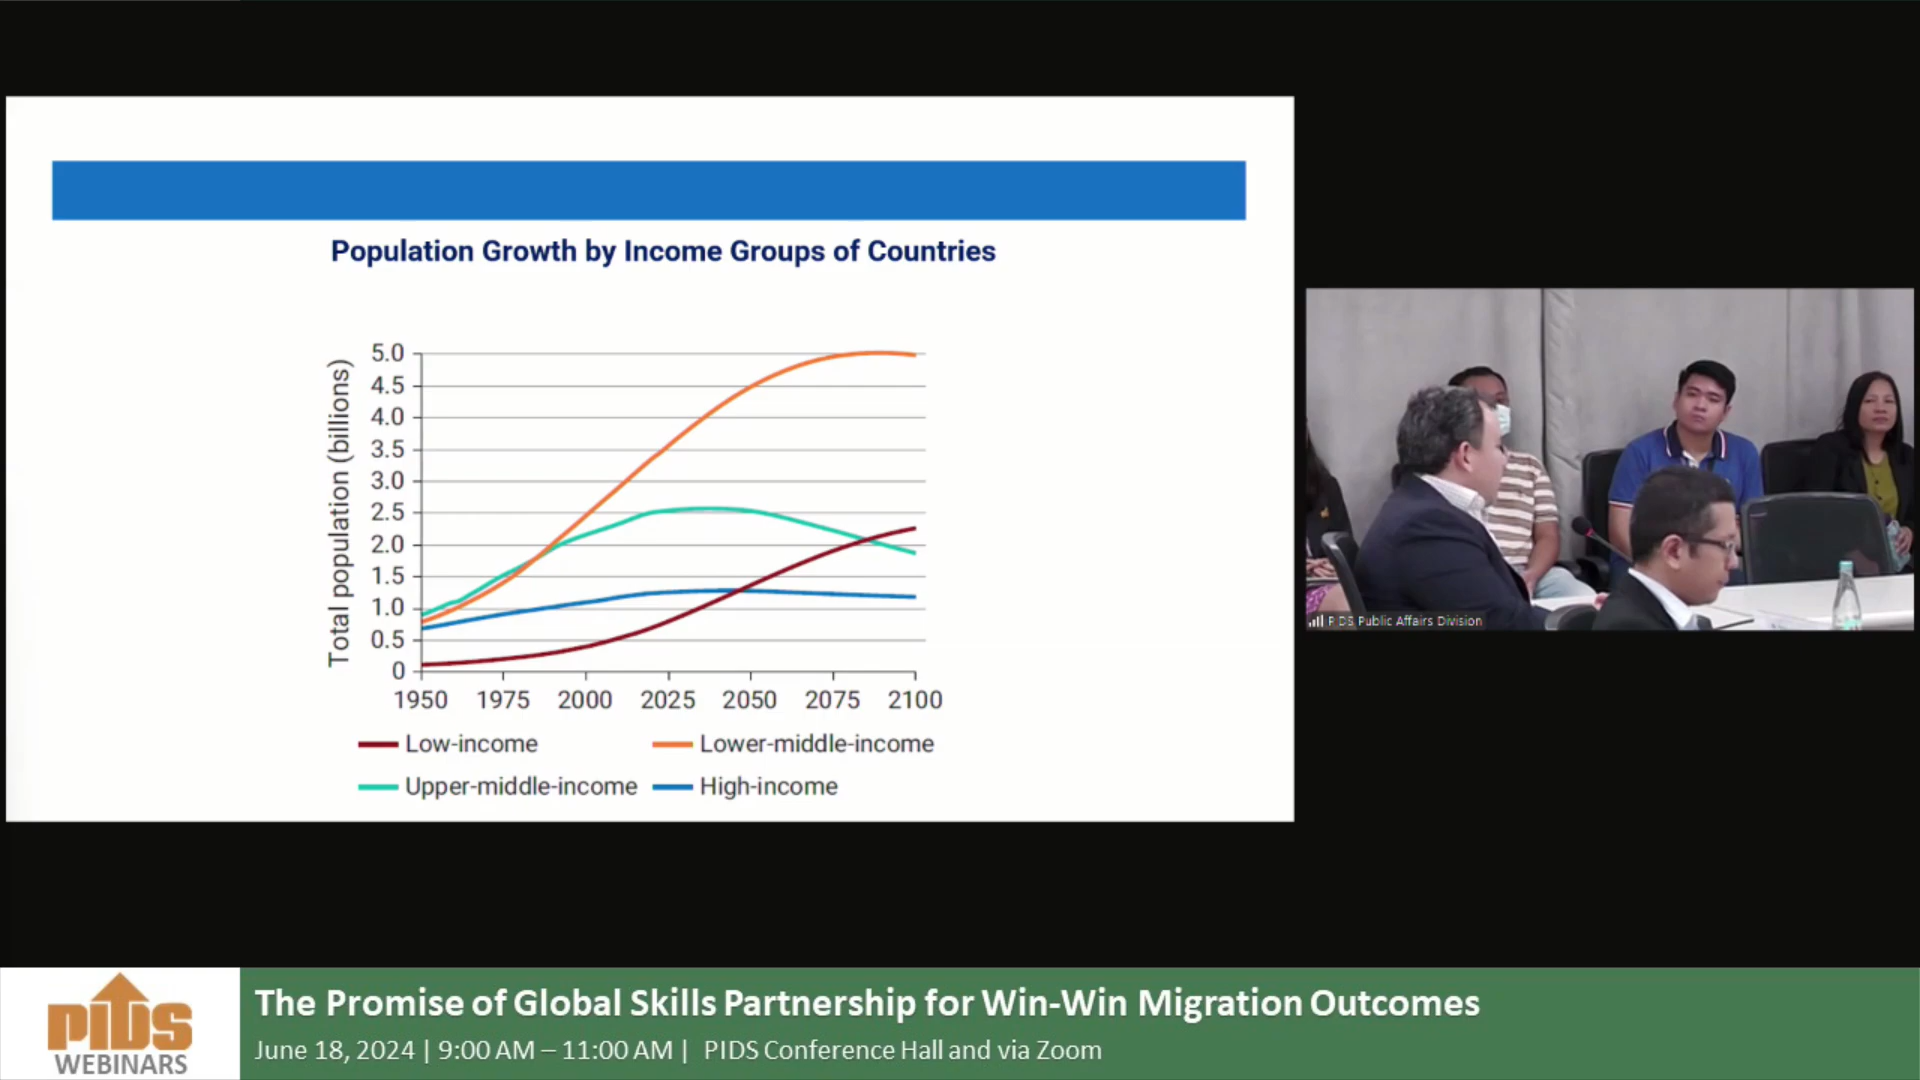 Population Growth by Income Groups of Countries
Total population (billions)
5.0
4.5
4.0
3.5
3.0
2.5
2.0
1.5
1.0
0.5
0
1950 1975 2000 2025 2050 2075 2100
Low-income Lower-middle-income
Upper-middle-income High-income
PIDS Public Affairs Division
PIDS
WEBINARS
The Promise of Global Skills Partnership for Win-Win Migration Outcomes
June 18, 2024 | 9:00 AM – 11:00 AM | PIDS Conference Hall and via Zoom